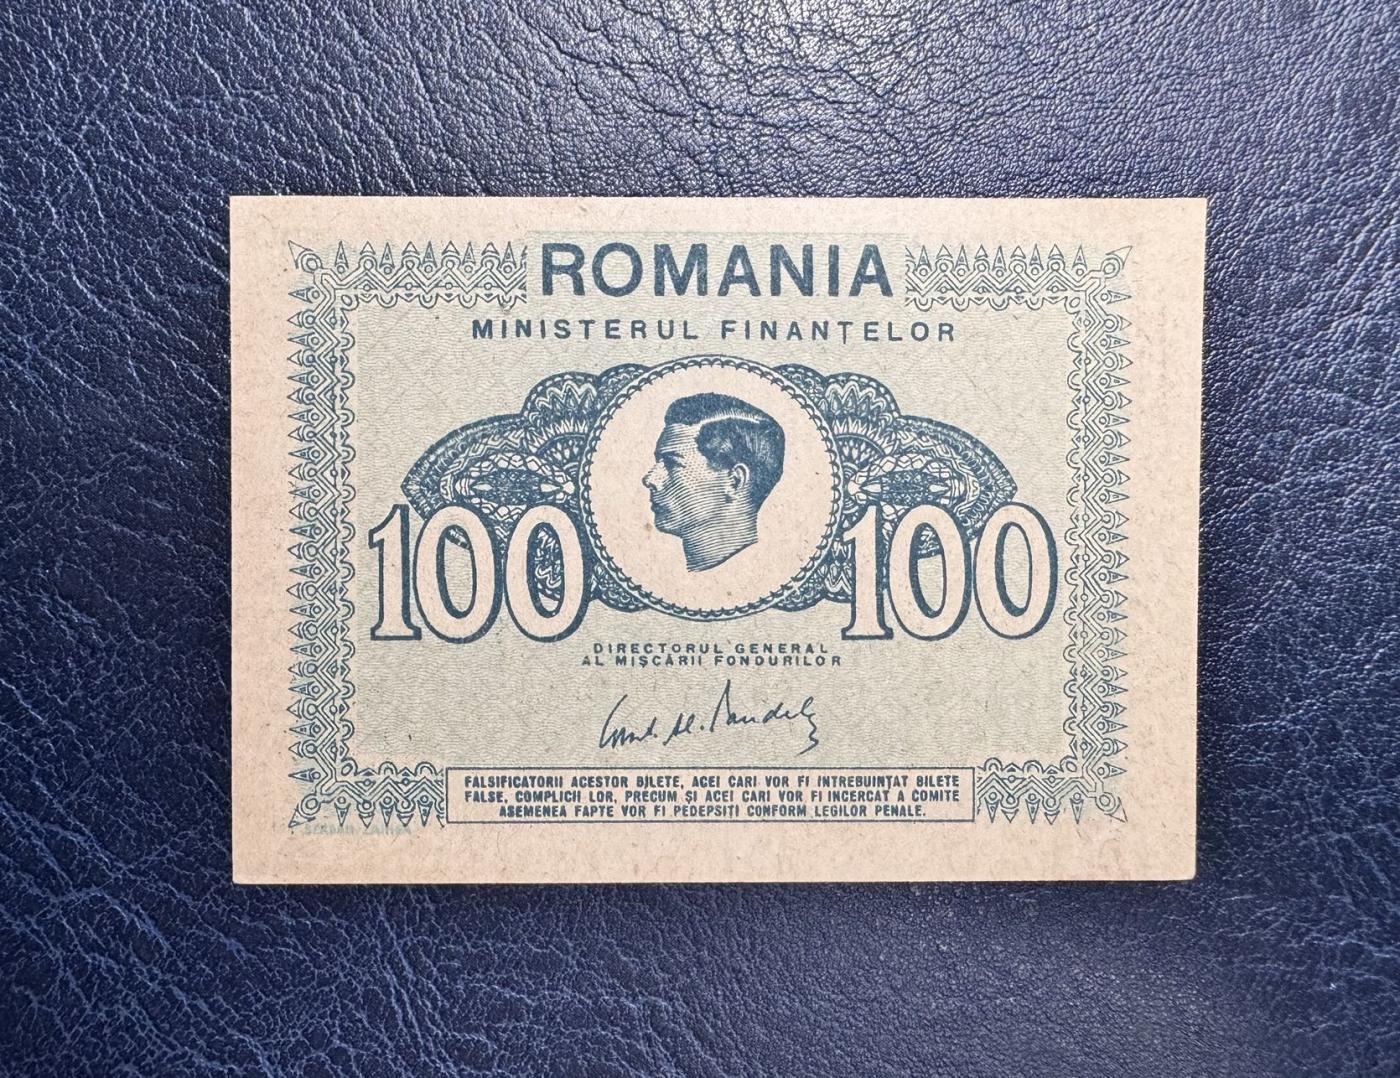 ROMANIA
MINISTERUL FINANȚELOR
100 100
DIRECTORUL GENERAL
AL MIȘCĂRII FONDURILOR
FALSIFICATORII ACESTOR BILETE, ACEI CARI VOR FI INTREBUINȚAT BILETE
FALSE, COMPLICII LOR, PRECUM ȘI ACEI CARI VOR FI INCERCAT A COMITE
ASEMENEA FAPTE VOR FI PEDEPSIȚI CONFORM LEGILOR PENALE.